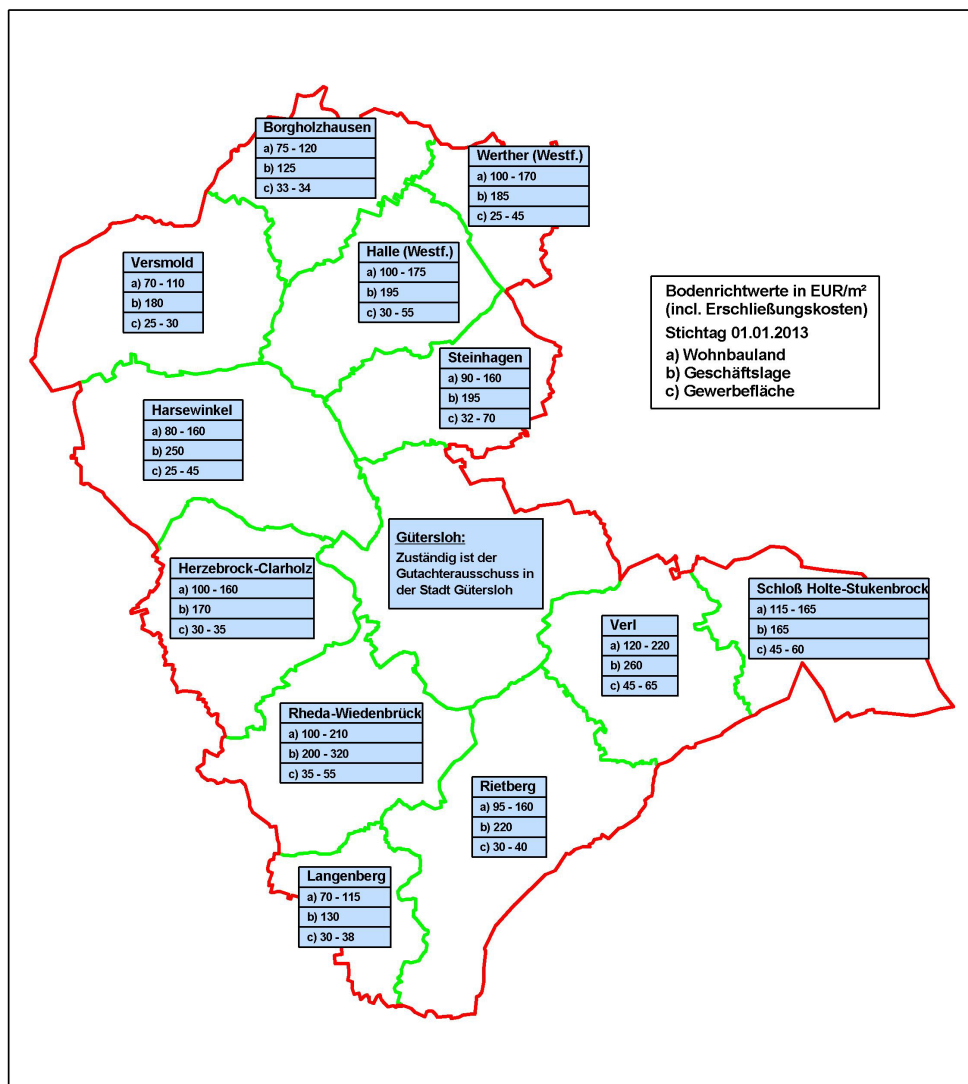 Borgholzhausen
a) 75 - 120
b) 125
c) 33 - 34
Werther (Westf.)
a) 100 - 170
b) 185
c) 25 - 45
Versmold
a) 70 - 110
b) 180
c) 25 - 30
Halle (Westf.)
a) 100 - 175
b) 195
c) 30 - 55
Bodenrichtwerte in EUR/m²
(incl. Erschließungskosten)
Stichtag 01.01.2013
a) Wohnbauland
b) Geschäftslage
c) Gewerbefläche
Steinhagen
a) 90 - 160
b) 195
c) 32 - 70
Harsewinkel
a) 80 - 160
b) 250
c) 25 - 45
Gütersloh:
Zuständig ist der
Gutachterausschuss in
der Stadt Gütersloh
Herzebrock-Clarholz
a) 100 - 160
b) 170
c) 30 - 35
Schloß Holte-Stukenbrock
a) 115 - 165
b) 165
c) 45 - 60
Verl
a) 120 - 220
b) 260
c) 45 - 65
Rheda-Wiedenbrück
a) 100 - 210
b) 200 - 320
c) 35 - 55
Rietberg
a) 95 - 160
b) 220
c) 30 - 40
Langenberg
a) 70 - 115
b) 130
c) 30 - 38